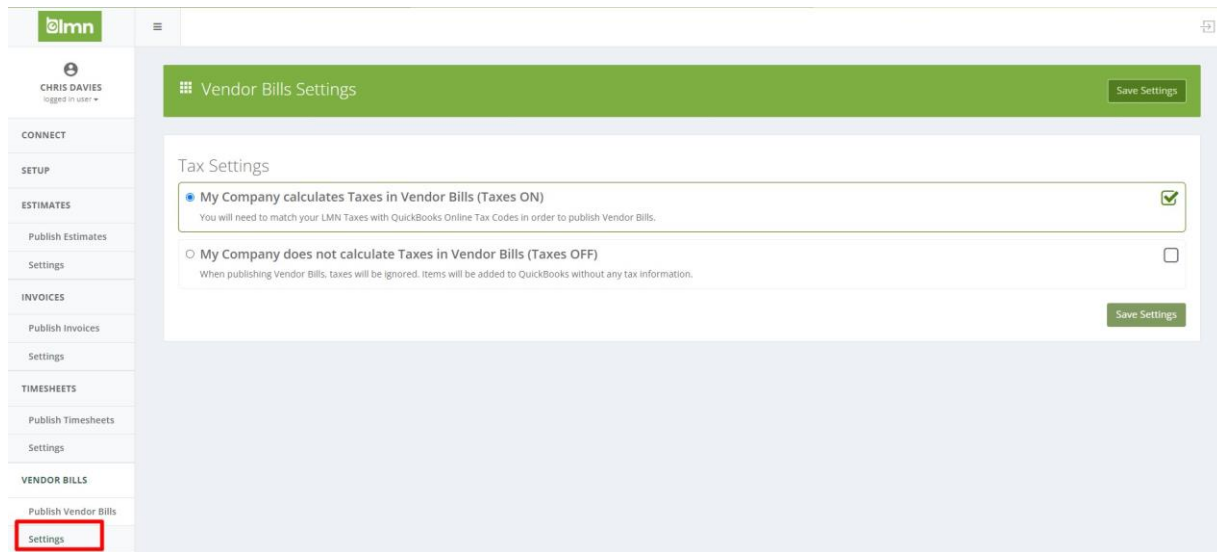 lmn
CHRIS DAVIES
logged in user
CONNECT
SETUP
ESTIMATES
Publish Estimates
Settings
INVOICES
Publish Invoices
Settings
TIMESHEETS
Publish Timesheets
Settings
VENDOR BILLS
Publish Vendor Bills
Settings
Vendor Bills Settings
Save Settings
Tax Settings
My Company calculates Taxes in Vendor Bills (Taxes ON)
You will need to match your LMN Taxes with QuickBooks Online Tax Codes in order to publish Vendor Bills.
My Company does not calculate Taxes in Vendor Bills (Taxes OFF)
When publishing Vendor Bills, taxes will be ignored. Items will be added to QuickBooks without any tax information.
Save Settings